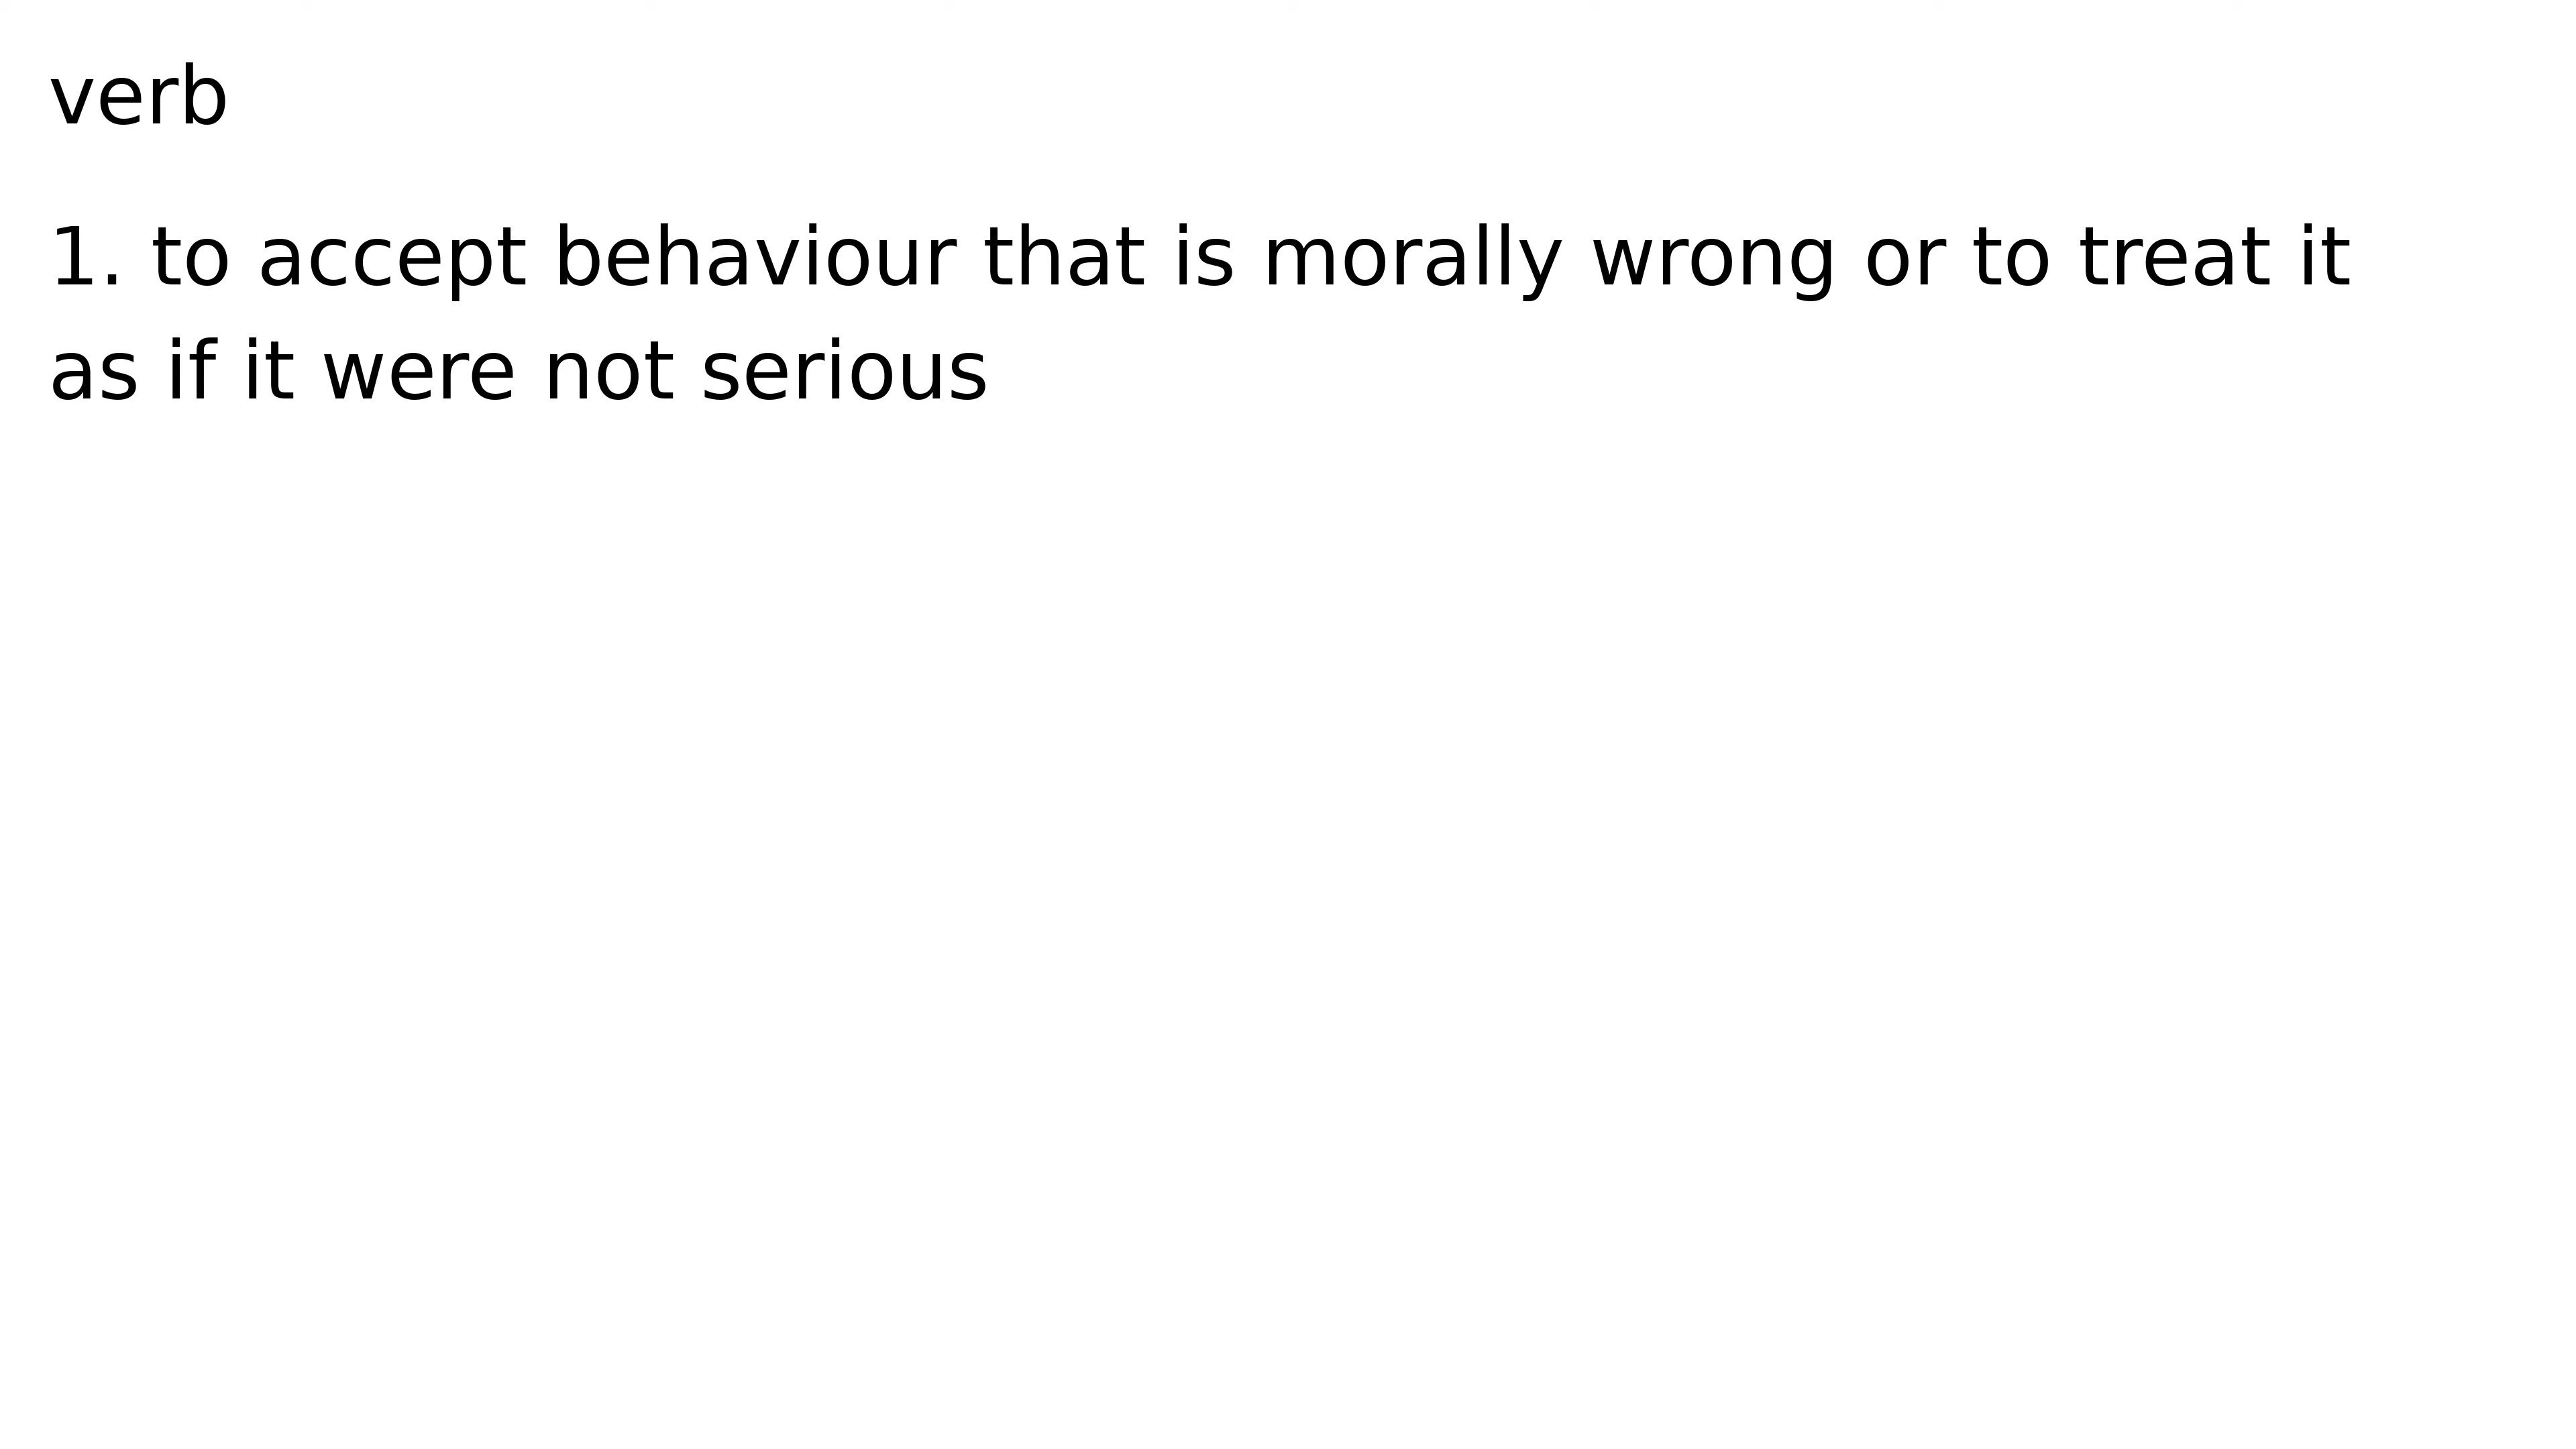 verb
1. to accept behaviour that is morally wrong or to treat it
as if it were not serious